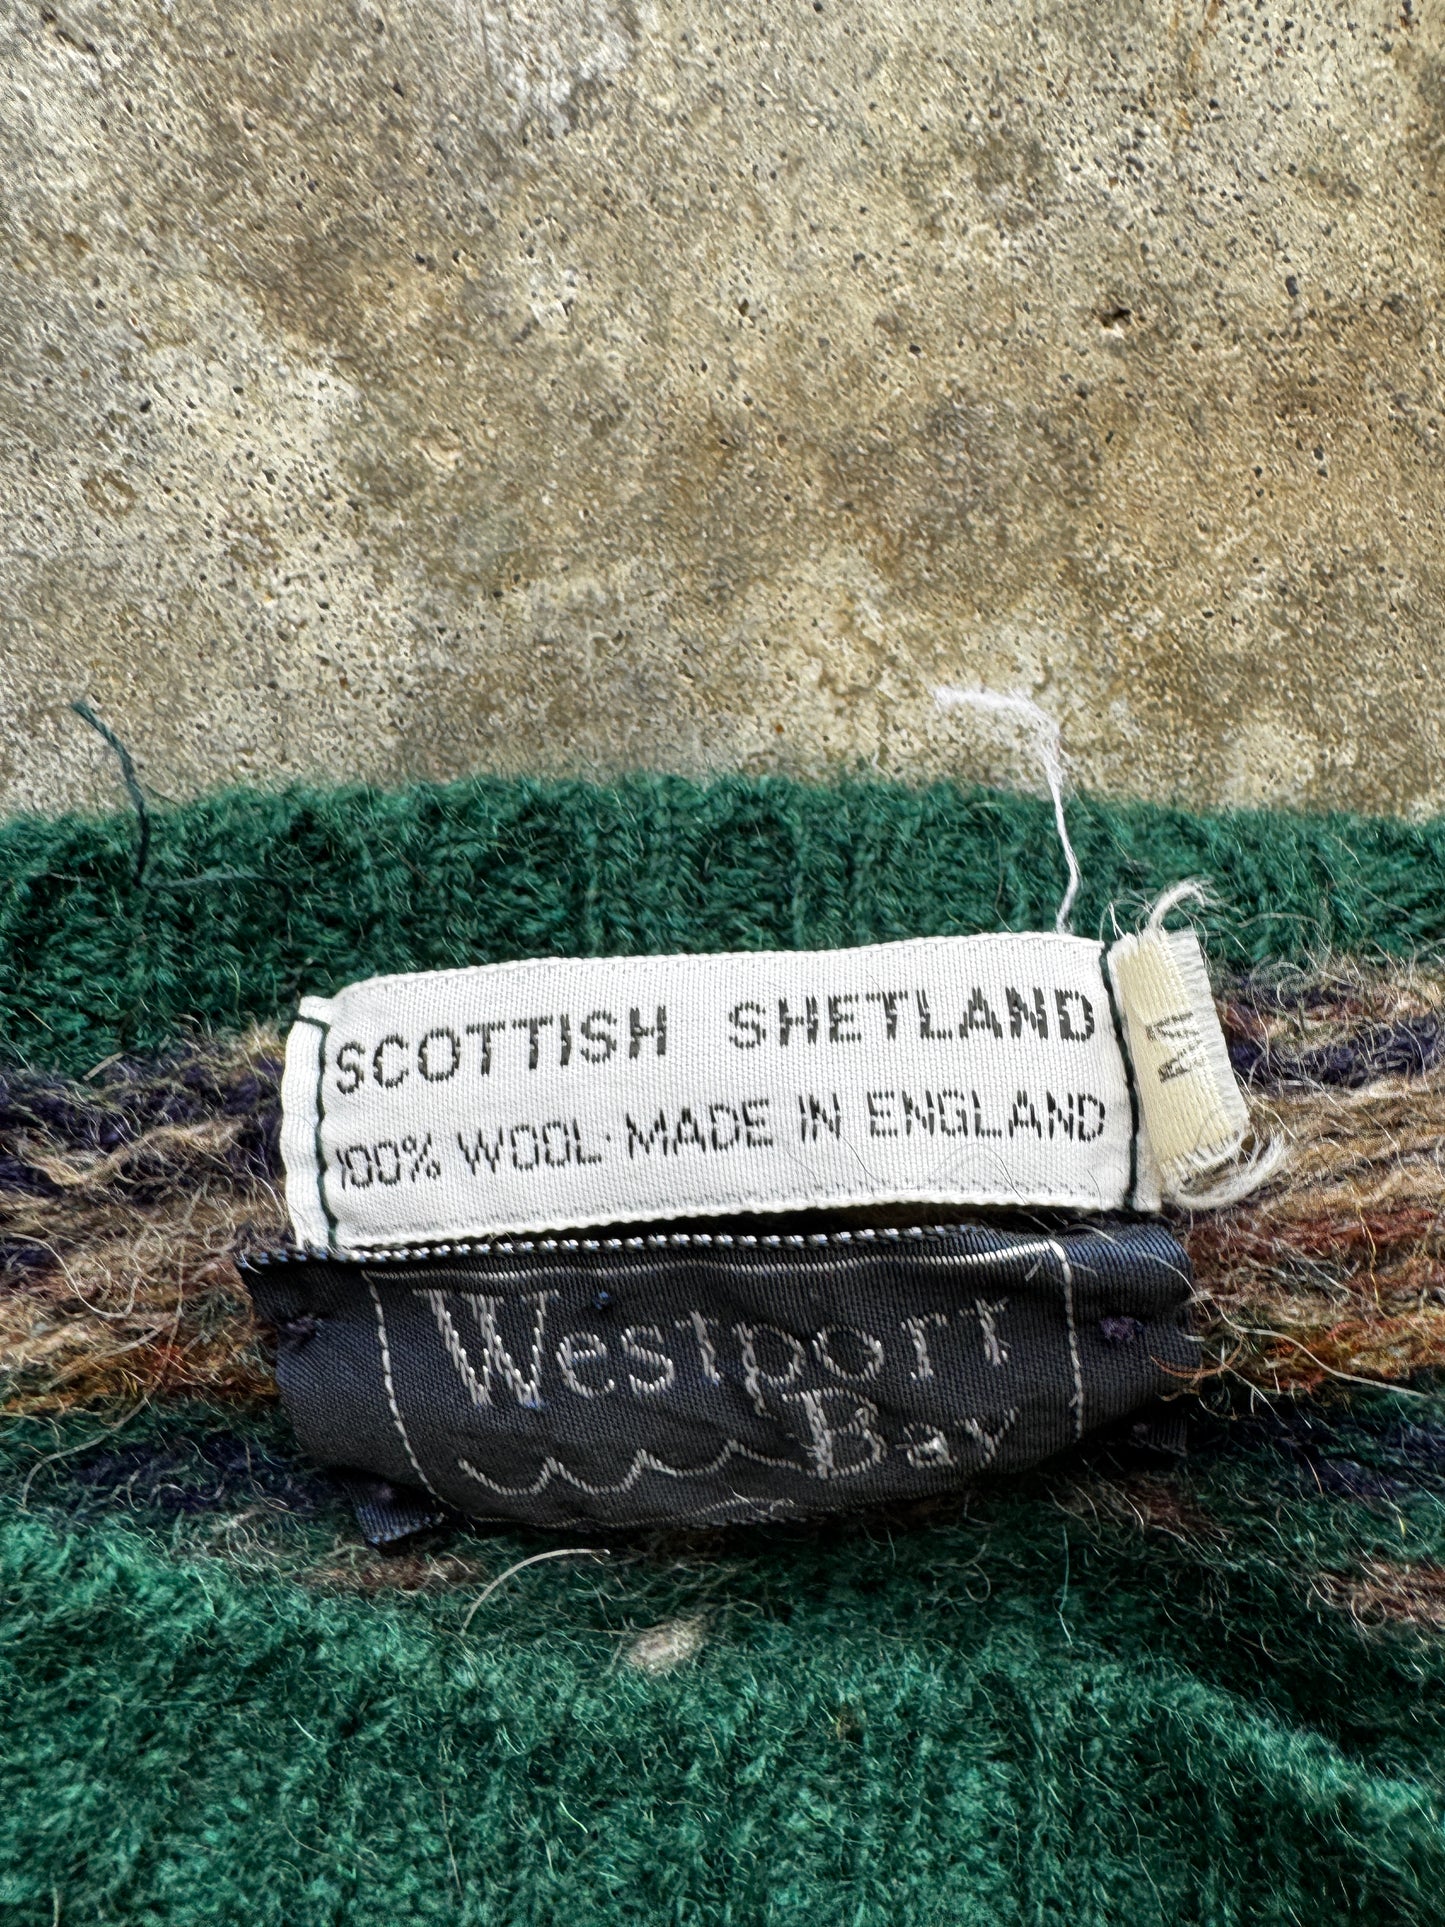 SCOTTISH SHETLAND
100% WOOL·MADE IN ENGLAND
M
Westport
Bay